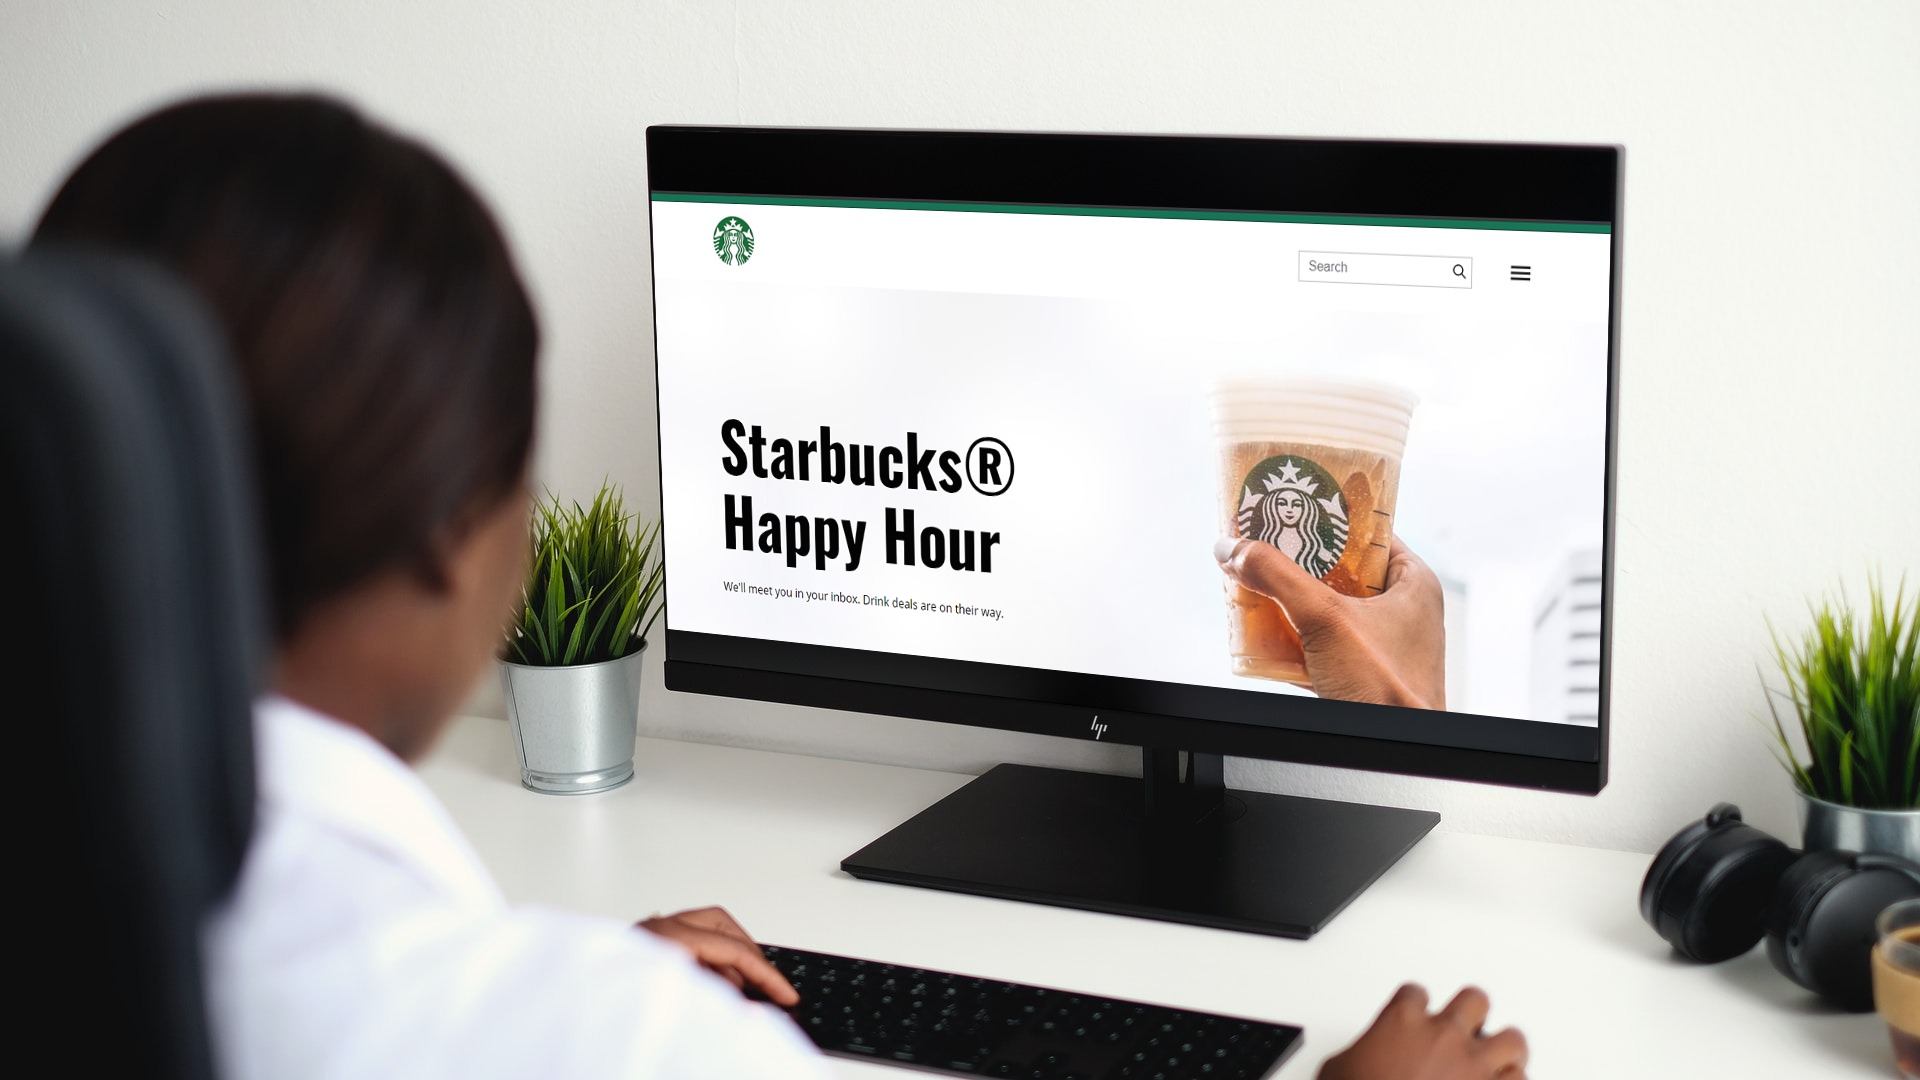 Search
Starbucks®
Happy Hour
We'll meet you in your inbox. Drink deals are on their way.
hp